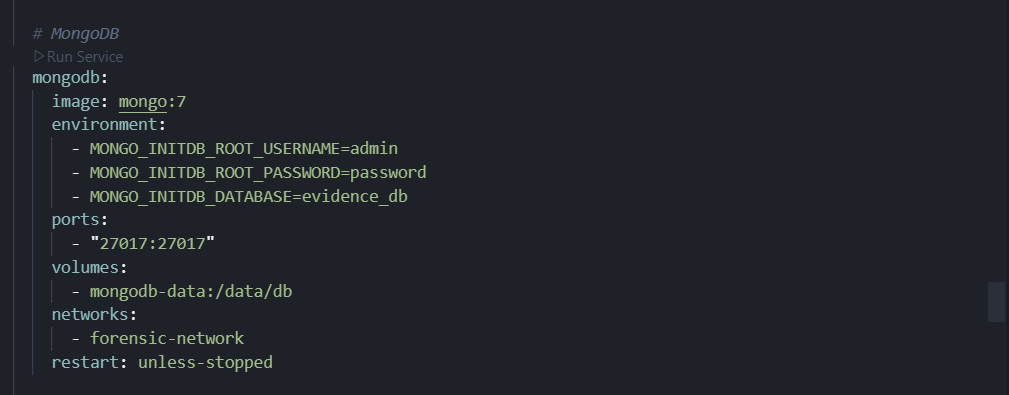 # MongoDB
Run Service
mongodb:
image: mongo:7
environment:
- MONGO_INITDB_ROOT_USERNAME=admin
- MONGO_INITDB_ROOT_PASSWORD=password
- MONGO_INITDB_DATABASE=evidence_db
ports:
- "27017:27017"
volumes:
- mongodb-data:/data/db
networks:
- forensic-network
restart: unless-stopped